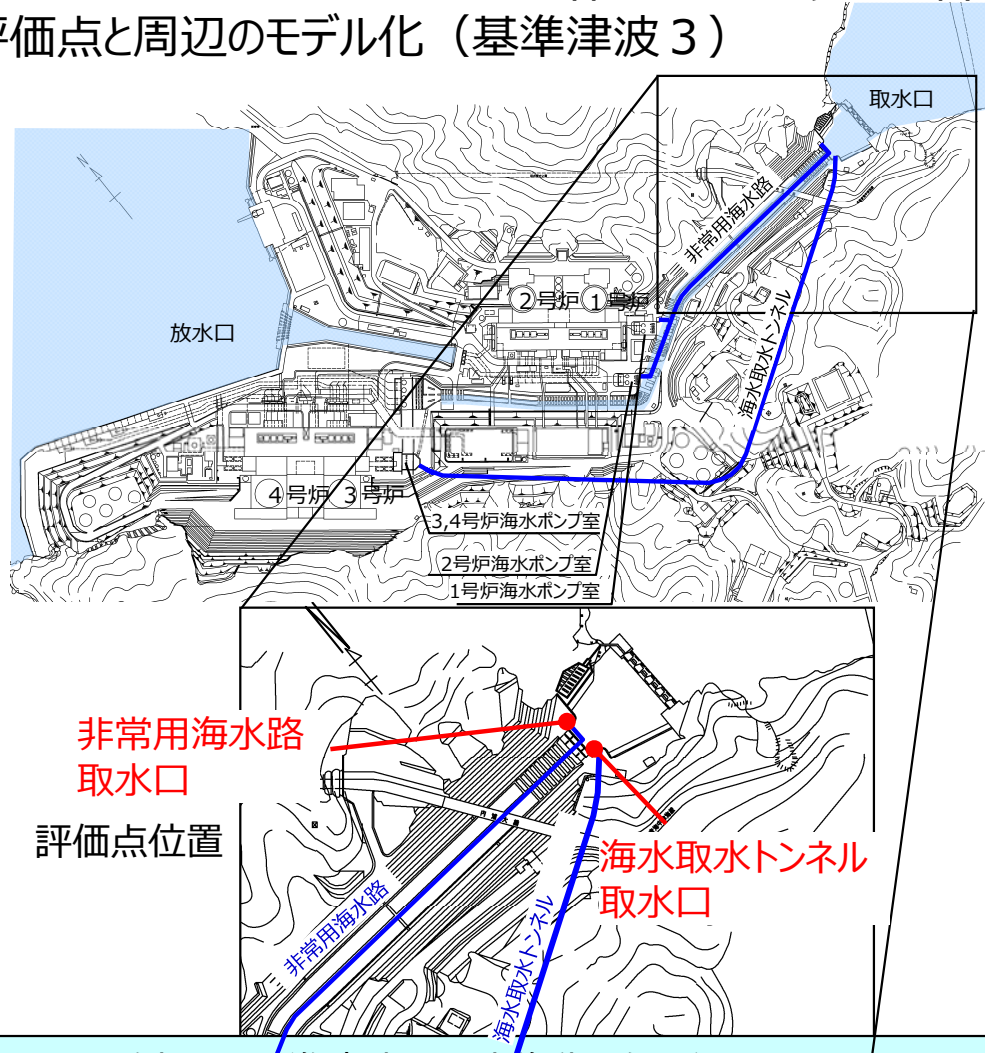 評価点と周辺のモデル化（基準津波３）
取水口
非常用海水路
２号炉 １号炉
放水口
海水取水トンネル
４号炉 ３号炉
3,4号炉海水ポンプ室
2号炉海水ポンプ室
1号炉海水ポンプ室
非常用海水路
取水口
評価点位置
海水取水トンネル
取水口
非常用海水路
海水取水トンネル